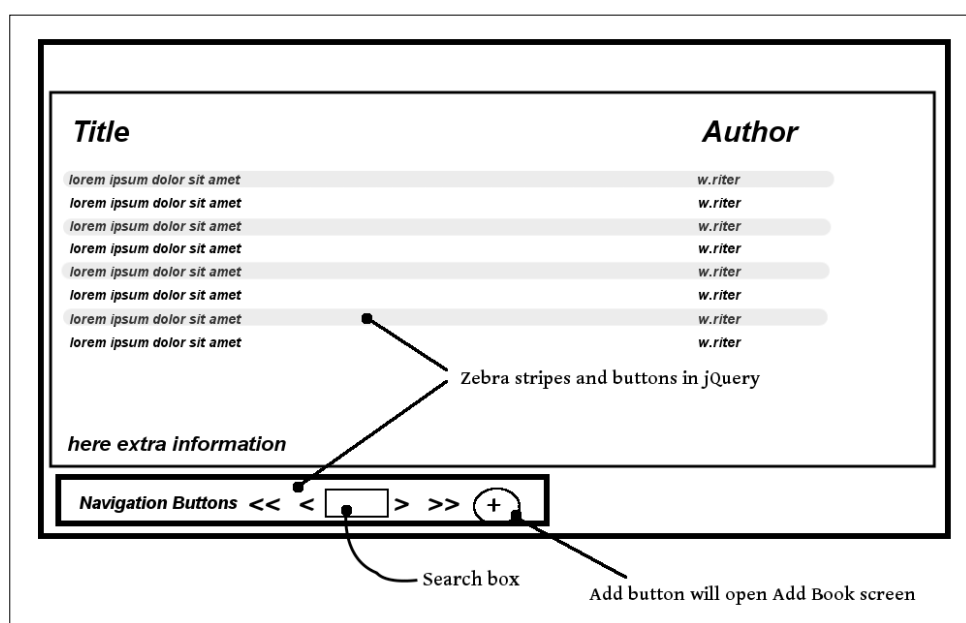 Title Author
lorem ipsum dolor sit amet w.riter
lorem ipsum dolor sit amet w.riter
lorem ipsum dolor sit amet w.riter
lorem ipsum dolor sit amet w.riter
lorem ipsum dolor sit amet w.riter
lorem ipsum dolor sit amet w.riter
lorem ipsum dolor sit amet w.riter
lorem ipsum dolor sit amet w.riter
Zebra stripes and buttons in jQuery
here extra information
Navigation Buttons << < > >> +
Search box
Add button will open Add Book screen